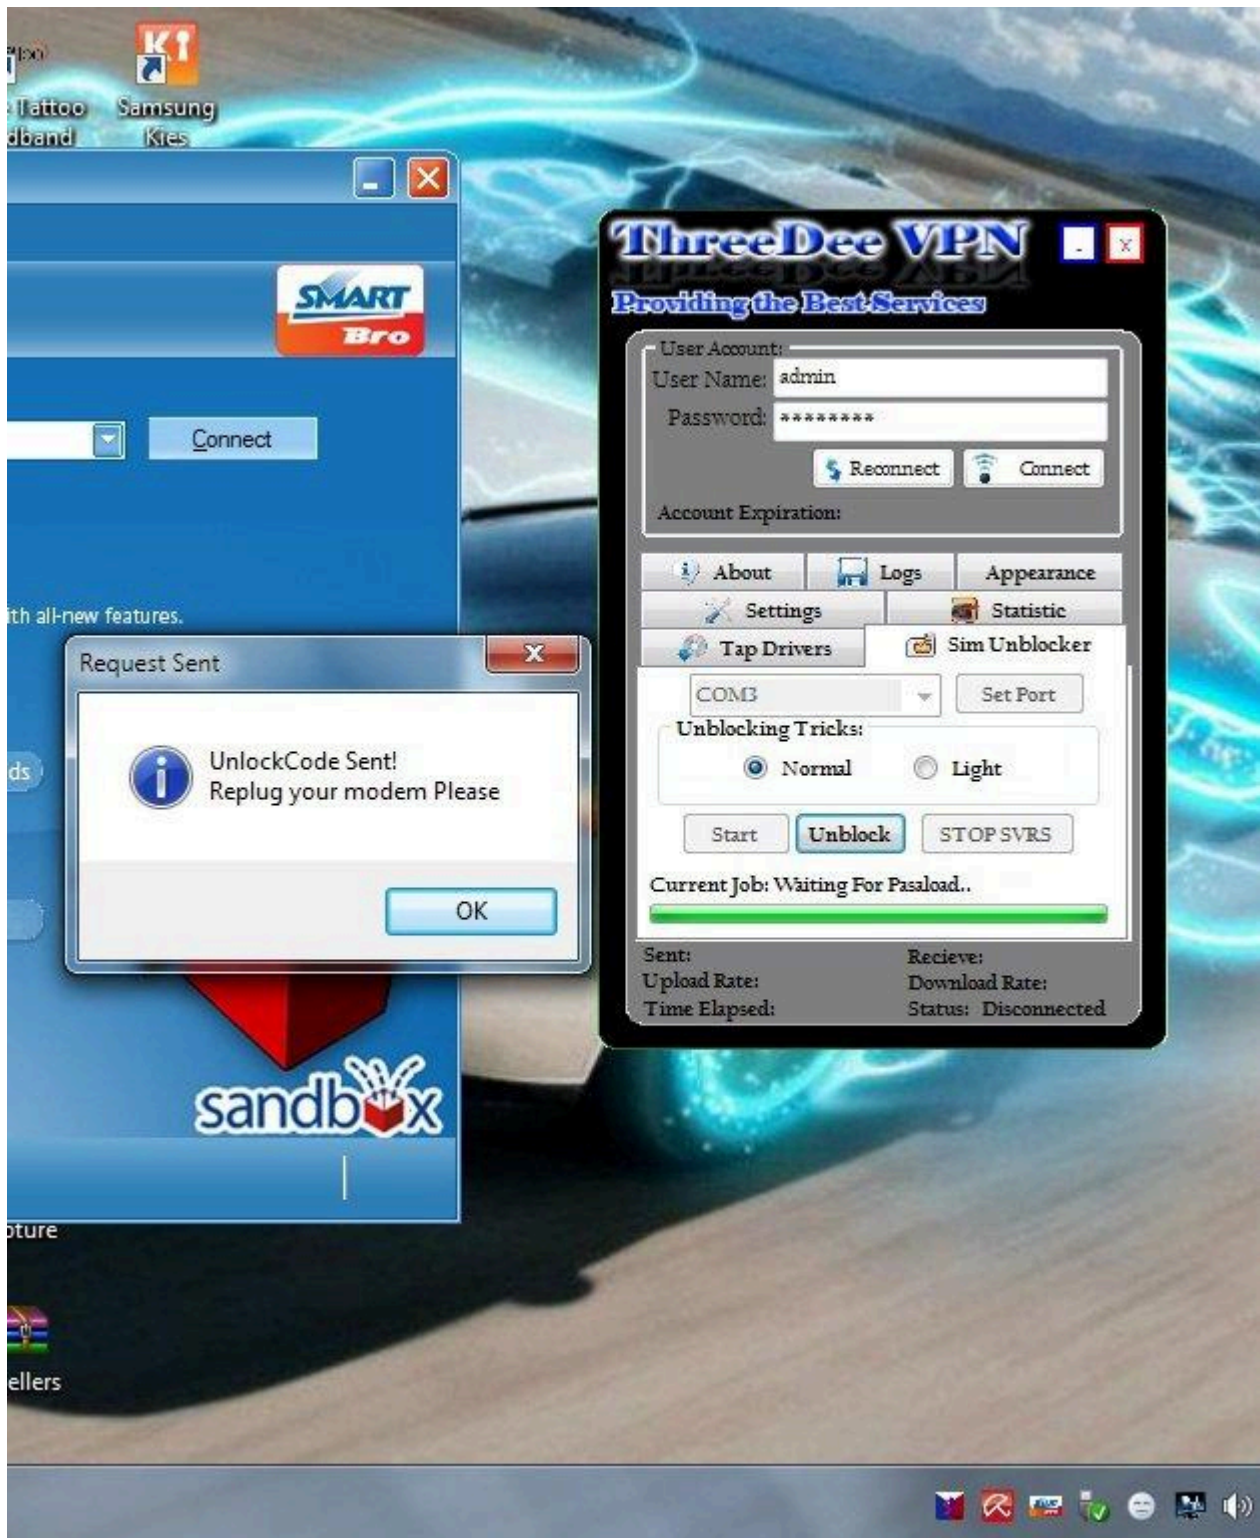 Tattoo
dband
Samsung
Kies
SMART
Bro
Connect
ith all-new features.
Request Sent
UnlockCode Sent!
Replug your modem Please
OK
ds
sandbox
pture
ellers
ThreeDee VPN
Providing the Best Services
User Account:
User Name: admin
Password: ********
Reconnect
Connect
Account Expiration:
About
Logs
Appearance
Settings
Statistic
Tap Drivers
Sim Unblocker
COM3
Set Port
Unblocking Tricks:
Normal
Light
Start
Unblock
STOP SVRS
Current Job: Waiting For Pasaload..
Sent:
Recieve:
Upload Rate:
Download Rate:
Time Elapsed:
Status: Disconnected